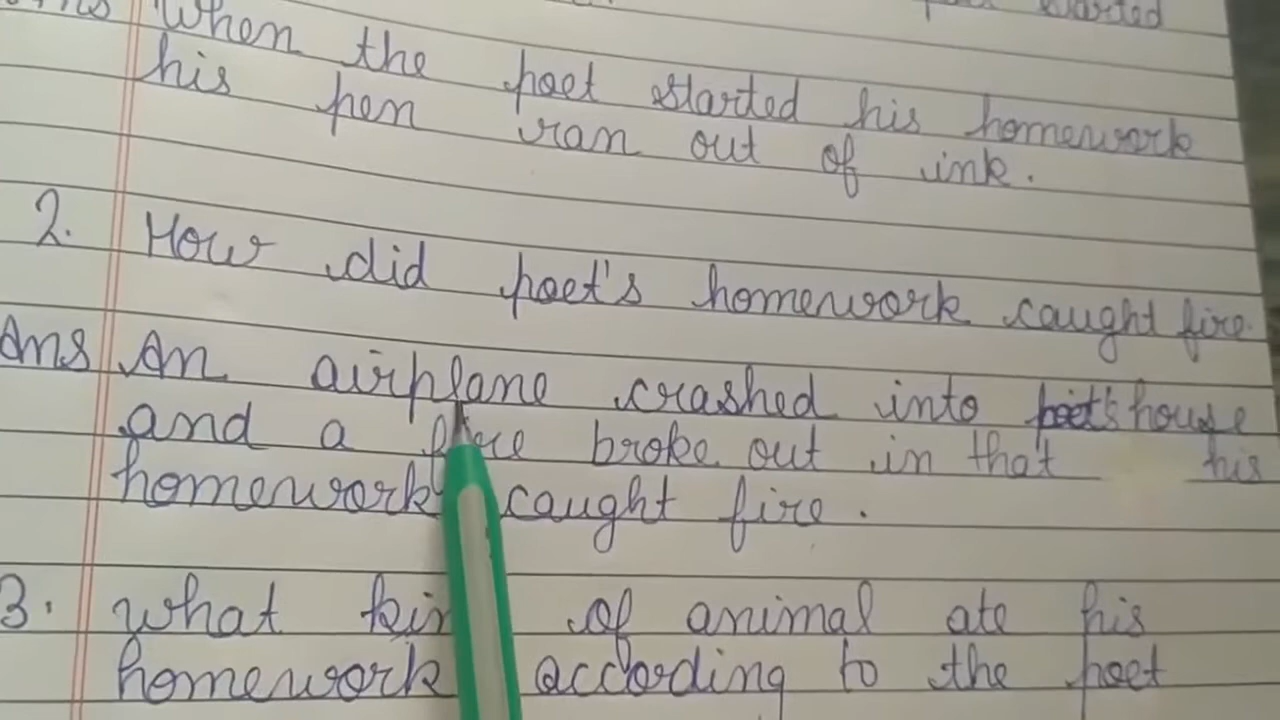 started
Ans When the poet started his homework
his pen ran out of ink.
2. How did poet's homework caught fire.
Ans An airplane crashed into poet's house
and a fire broke out in that his
homework caught fire.
3. what of animal ate his
homework according to the poet